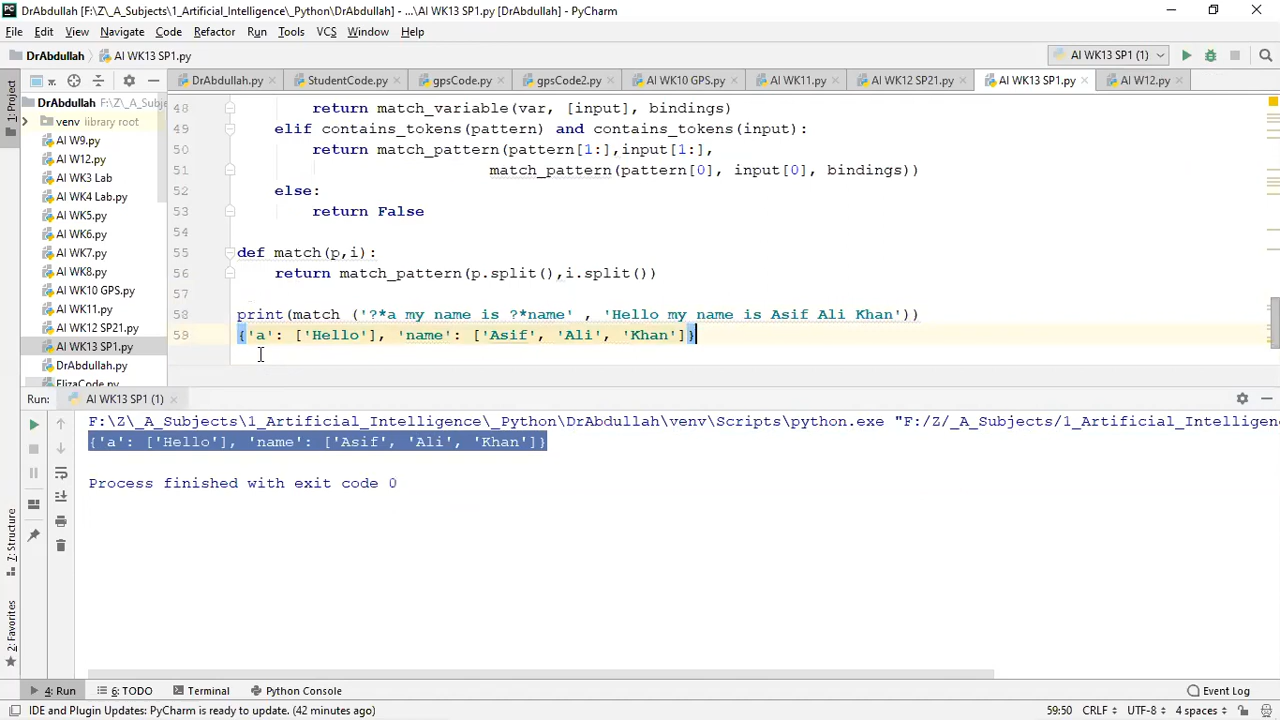 DrAbdullah [F:\Z\_A_Subjects\1_Artificial_Intelligence\_Python\DrAbdullah] - ...\AI WK13 SP1.py [DrAbdullah] - PyCharm
File Edit View Navigate Code Refactor Run Tools VCS Window Help
DrAbdullah AI WK13 SP1.py AI WK13 SP1 (1)
DrAbdullah.py StudentCode.py gpsCode.py gpsCode2.py AI WK10 GPS.py AI WK11.py AI WK12 SP21.py AI WK13 SP1.py AI W12.py
1: Project
DrAbdullah F:\Z\_A_Subje
venv library root
AI W9.py
AI W12.py
AI WK3 Lab
AI WK4 Lab.py
AI WK5.py
AI WK6.py
AI WK7.py
AI WK8.py
AI WK10 GPS.py
AI WK11.py
AI WK12 SP21.py
AI WK13 SP1.py
DrAbdullah.py
ElizaCode.py
48 return match_variable(var, [input], bindings)
49 elif contains_tokens(pattern) and contains_tokens(input):
50 return match_pattern(pattern[1:],input[1:],
51 match_pattern(pattern[0], input[0], bindings))
52 else:
53 return False
54
55 def match(p,i):
56 return match_pattern(p.split(),i.split())
57
58 print(match ('?*a my name is ?*name' , 'Hello my name is Asif Ali Khan'))
59 {'a': ['Hello'], 'name': ['Asif', 'Ali', 'Khan']}
Run: AI WK13 SP1 (1)
F:\Z\_A_Subjects\1_Artificial_Intelligence\_Python\DrAbdullah\venv\Scripts\python.exe "F:/Z/_A_Subjects/1_Artificial_Intelligenc
{'a': ['Hello'], 'name': ['Asif', 'Ali', 'Khan']}
Process finished with exit code 0
7: Structure
2: Favorites
4: Run 6: TODO Terminal Python Console Event Log
IDE and Plugin Updates: PyCharm is ready to update. (42 minutes ago) 59:50 CRLF UTF-8 4 spaces